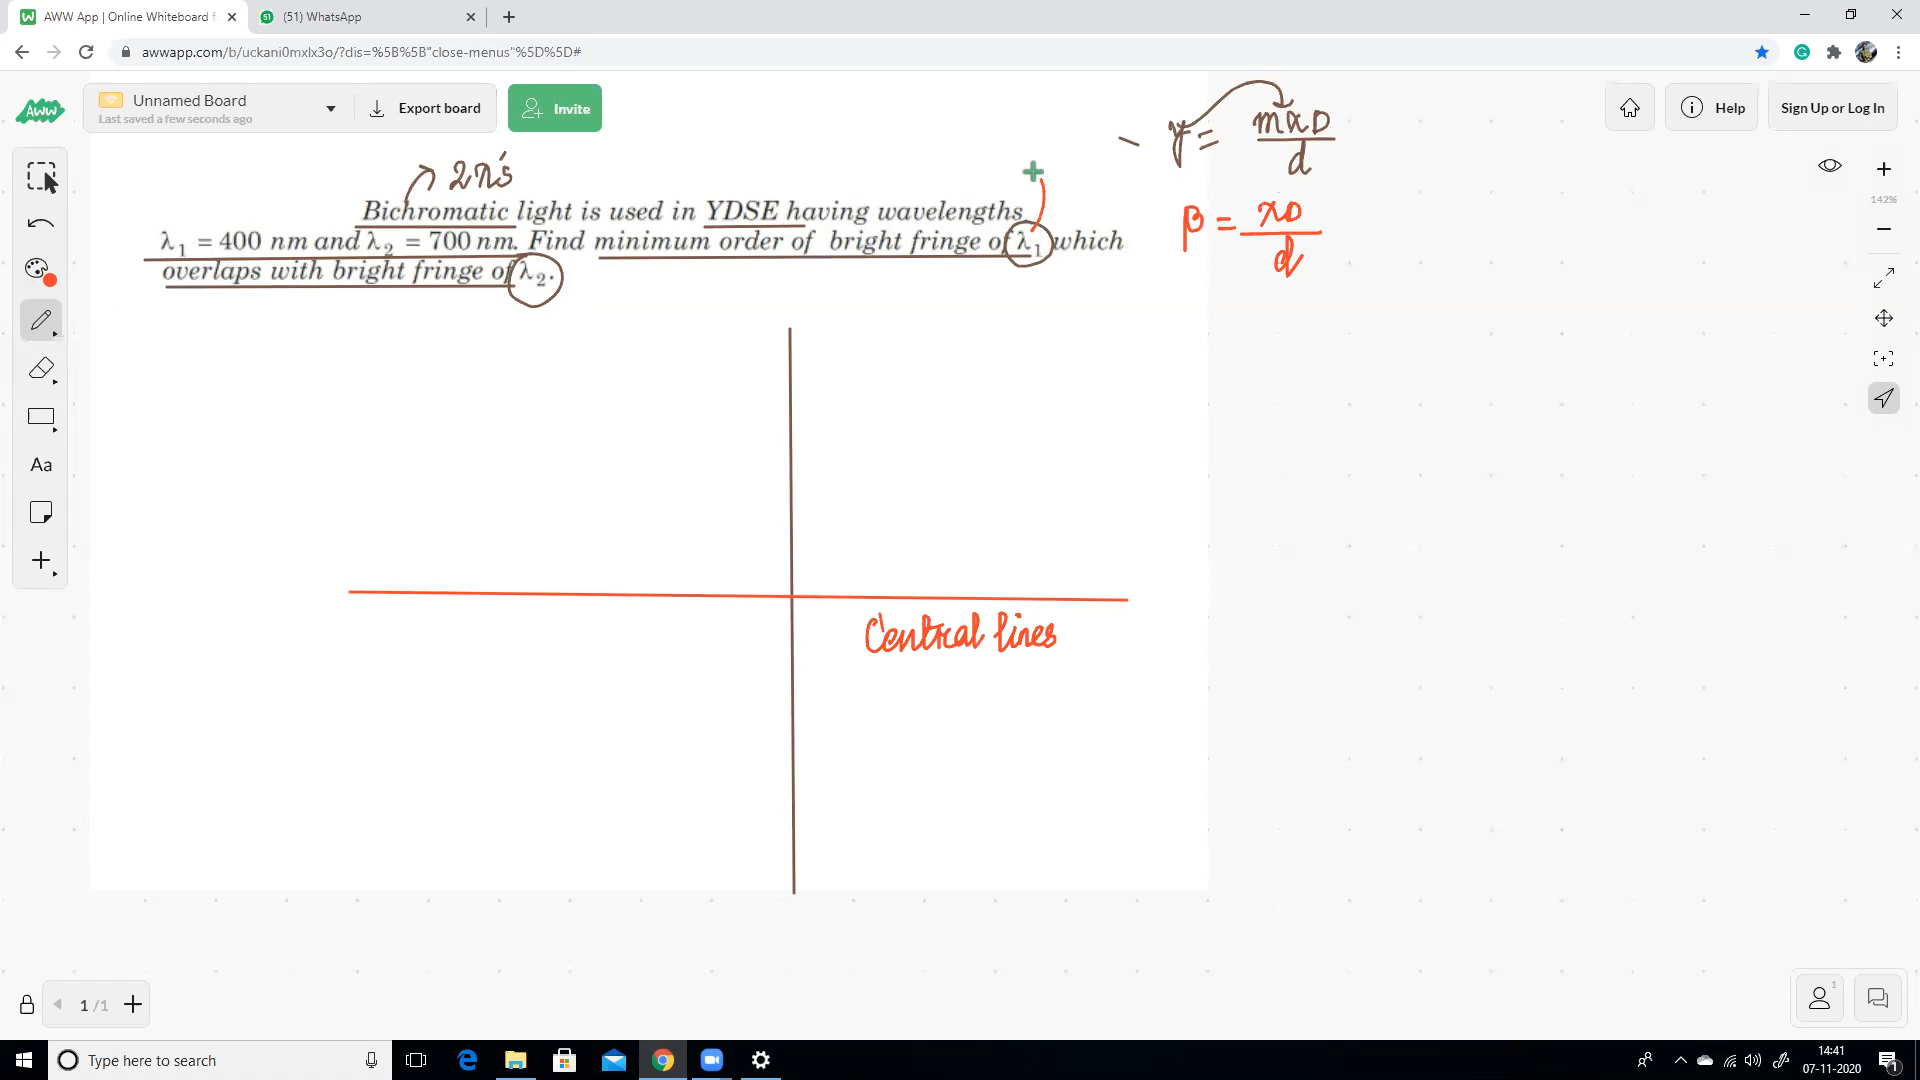 AWW App | Online Whiteboard f
(51) WhatsApp
awwapp.com/b/uckani0mxlx3o/?dis=%5B%5B"close-menus"%5D%5D#
AWW
Unnamed Board
Last saved a few seconds ago
Export board
Invite
Help
Sign Up or Log In
y = mλD/d
2λ's
β = λD/d
Bichromatic light is used in YDSE having wavelengths
λ1 = 400 nm and λ2 = 700 nm. Find minimum order of bright fringe of λ1 which
overlaps with bright fringe of λ2.
142%
Aa
Central lines
1 / 1
1
Type here to search
14:41
07-11-2020
1